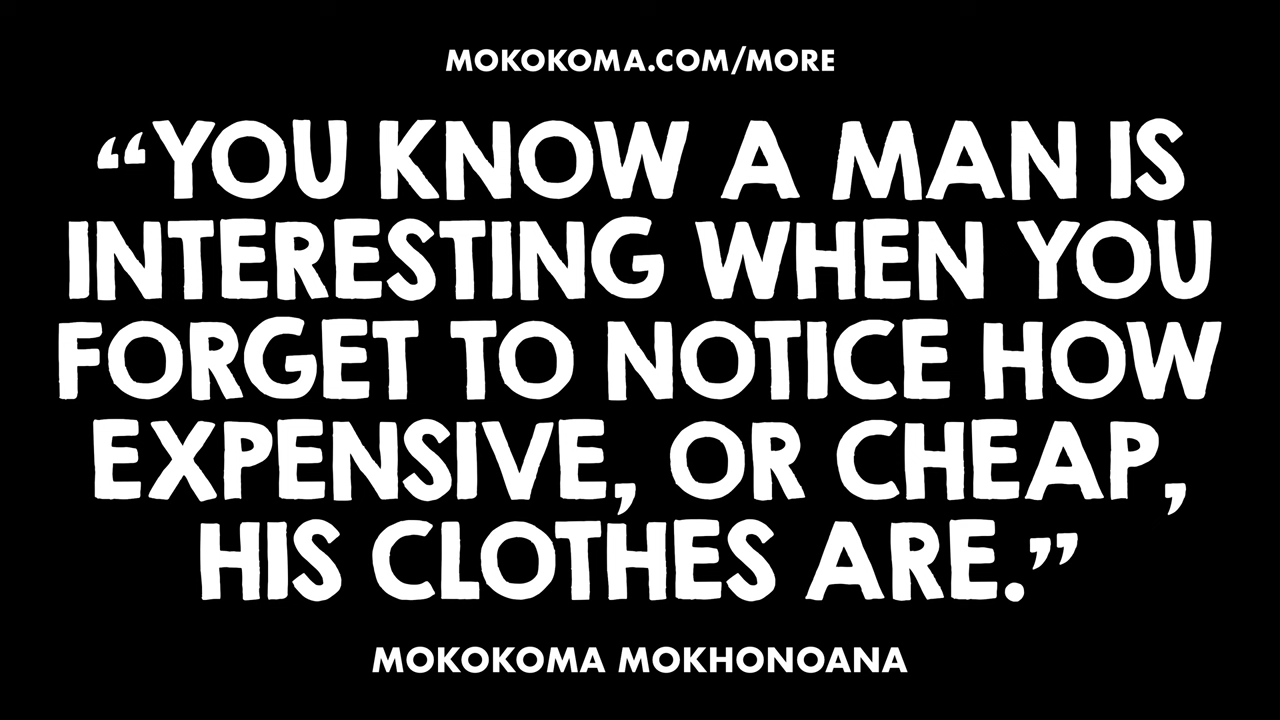 MOKOKOMA.COM/MORE
“YOU KNOW A MAN IS
INTERESTING WHEN YOU
FORGET TO NOTICE HOW
EXPENSIVE, OR CHEAP,
HIS CLOTHES ARE.”
MOKOKOMA MOKHONOANA